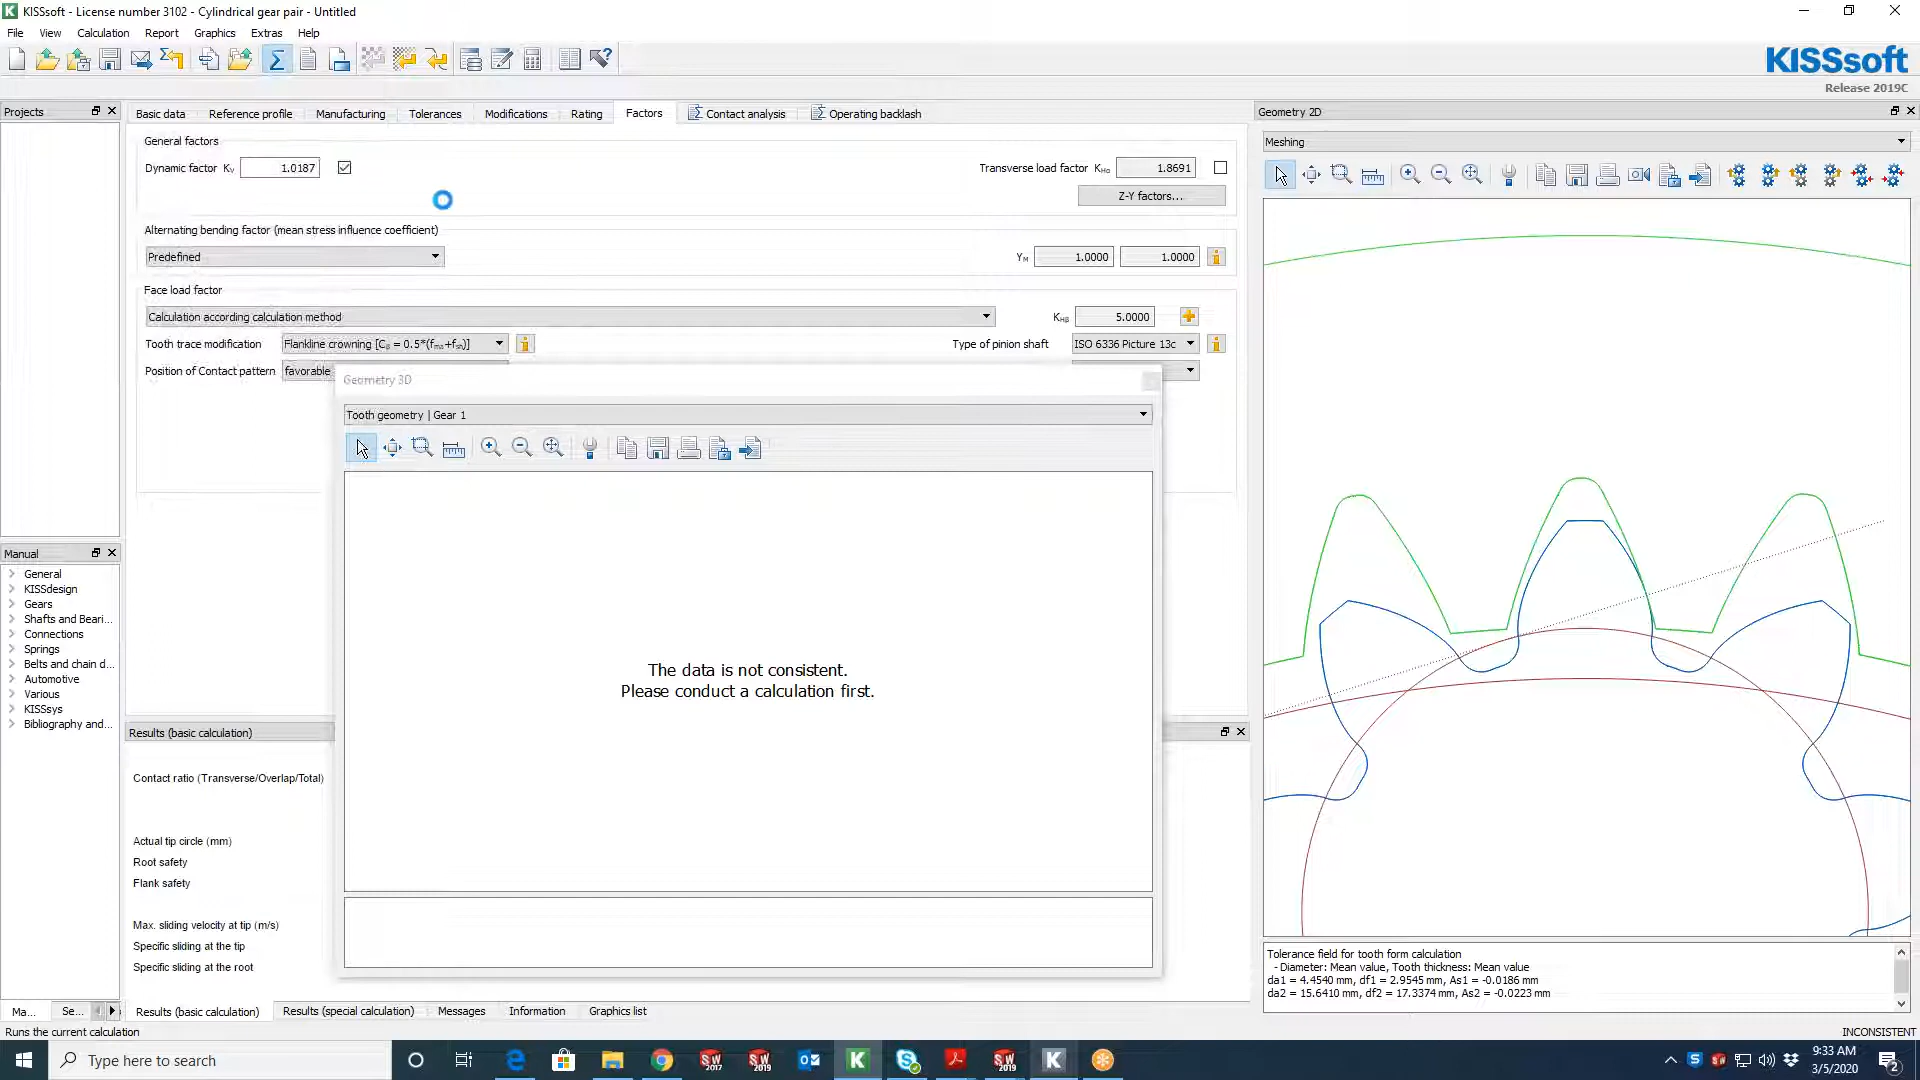 KISSsoft - License number 3102 - Cylindrical gear pair - Untitled
File View Calculation Report Graphics Extras Help
KISSsoft
Release 2019C
Projects
Basic data Reference profile Manufacturing Tolerances Modifications Rating Factors Contact analysis Operating backlash
General factors
Dynamic factor Kv 1.0187
Transverse load factor KHα 1.8691
Z-Y factors...
Alternating bending factor (mean stress influence coefficient)
Predefined
YM 1.0000 1.0000
Face load factor
Calculation according calculation method
KHβ 5.0000
Tooth trace modification Flankline crowning [Cβ = 0.5*(fma+fsh)]
Type of pinion shaft ISO 6336 Picture 13c
Position of Contact pattern favorable
Geometry 3D
Tooth geometry | Gear 1
The data is not consistent.
Please conduct a calculation first.
Manual
General
KISSdesign
Gears
Shafts and Beari...
Connections
Springs
Belts and chain d...
Automotive
Various
KISSsys
Bibliography and...
Results (basic calculation)
Contact ratio (Transverse/Overlap/Total)
Actual tip circle (mm)
Root safety
Flank safety
Max. sliding velocity at tip (m/s)
Specific sliding at the tip
Specific sliding at the root
Ma... Se...
Results (basic calculation) Results (special calculation) Messages Information Graphics list
Geometry 2D
Meshing
Tolerance field for tooth form calculation
- Diameter: Mean value, Tooth thickness: Mean value
da1 = 4.4540 mm, df1 = 2.9545 mm, As1 = -0.0186 mm
da2 = 15.6410 mm, df2 = 17.3374 mm, As2 = -0.0223 mm
Runs the current calculation
INCONSISTENT
Type here to search
9:33 AM
3/5/2020